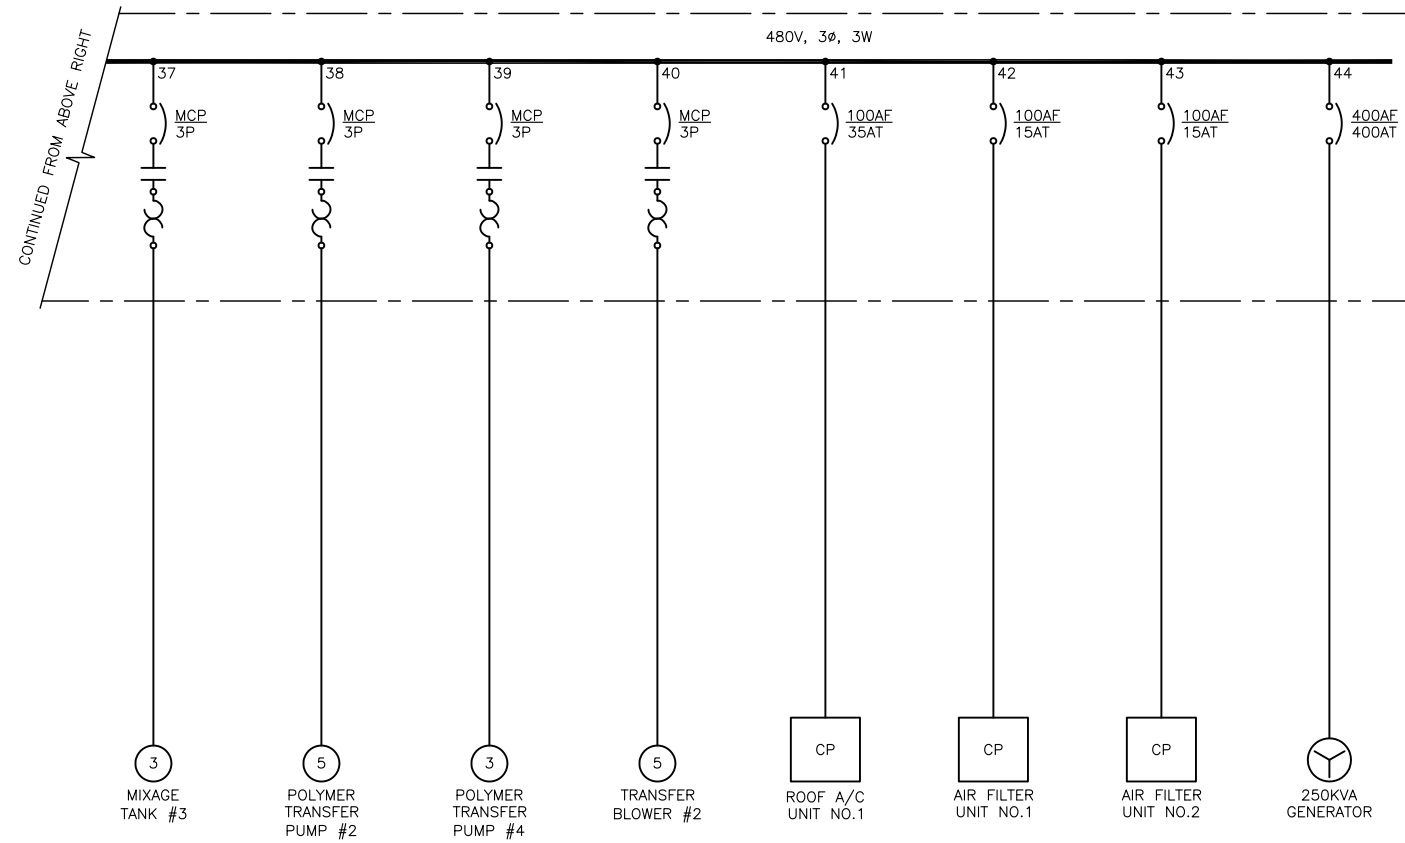 480V, 3ø, 3W
CONTINUED FROM ABOVE RIGHT
37
38
39
40
41
42
43
44
MCP
3P
MCP
3P
MCP
3P
MCP
3P
100AF
35AT
100AF
15AT
100AF
15AT
400AF
400AT
3
5
3
5
CP
CP
CP
MIXAGE
TANK #3
POLYMER
TRANSFER
PUMP #2
POLYMER
TRANSFER
PUMP #4
TRANSFER
BLOWER #2
ROOF A/C
UNIT NO.1
AIR FILTER
UNIT NO.1
AIR FILTER
UNIT NO.2
250KVA
GENERATOR